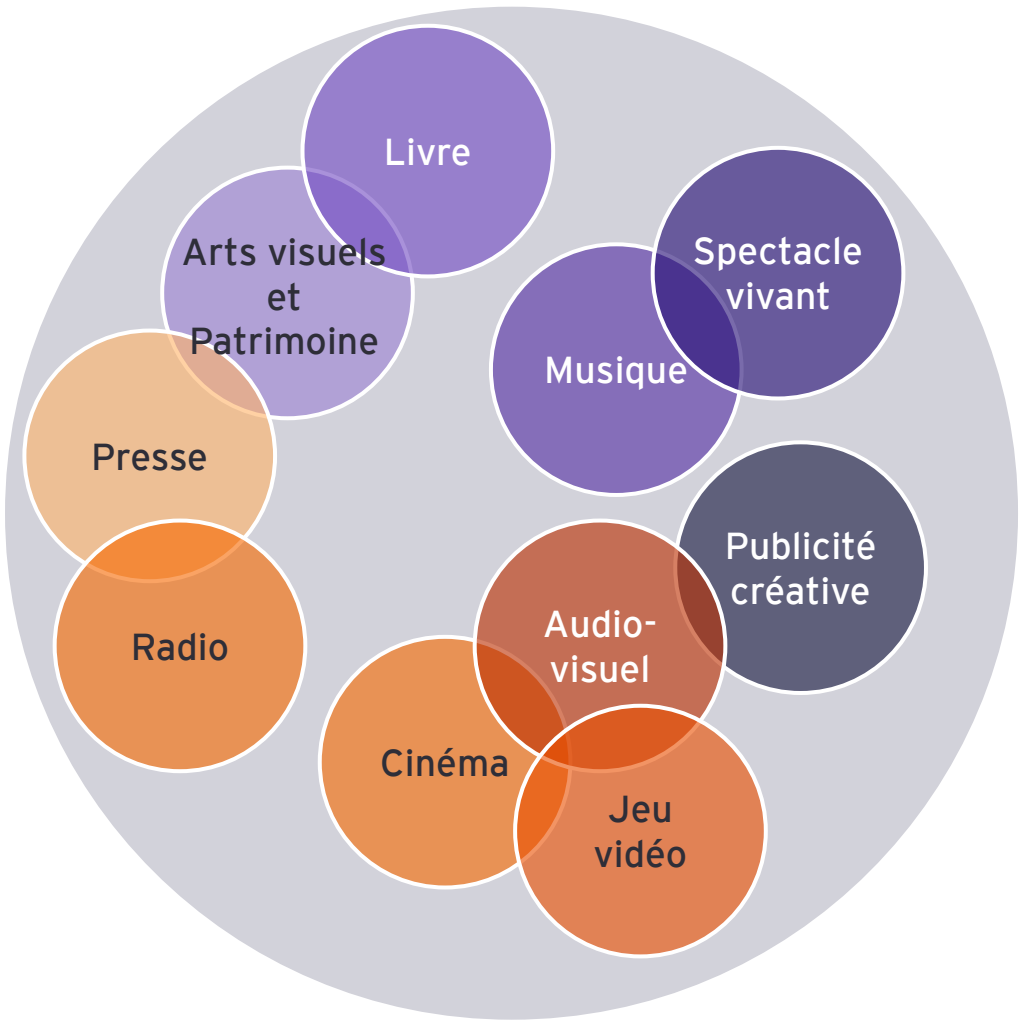 Livre
Arts visuels
et
Patrimoine
Spectacle
vivant
Musique
Presse
Publicité
créative
Radio
Audio-
visuel
Cinéma
Jeu
vidéo